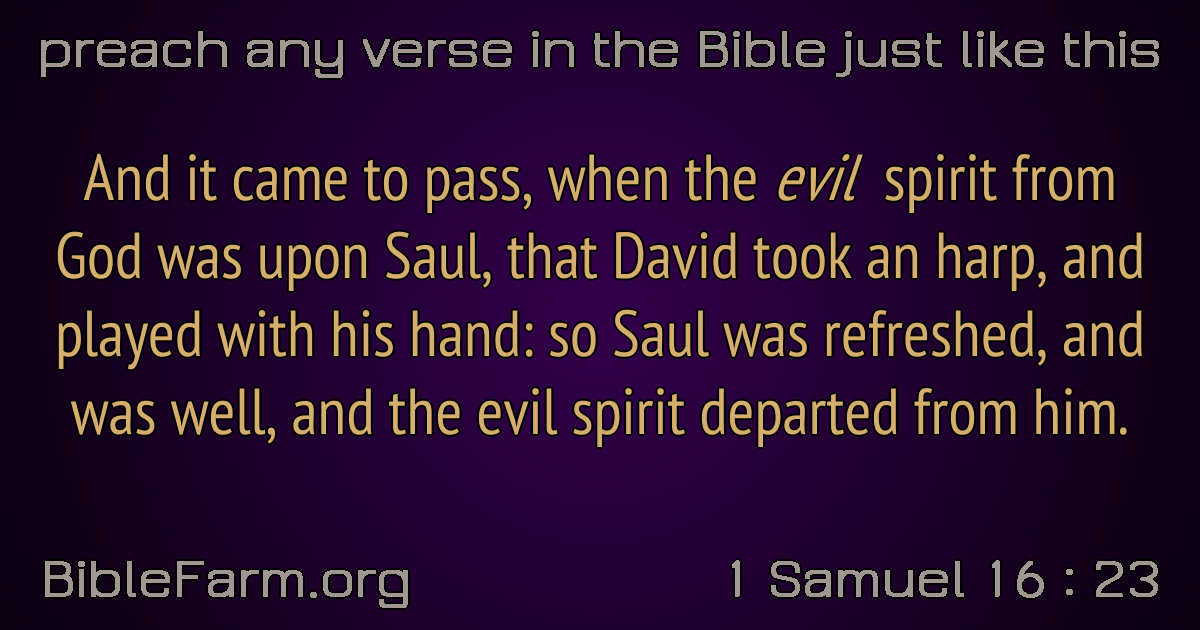 preach any verse in the Bible just like this
And it came to pass, when the evil spirit from
God was upon Saul, that David took an harp, and
played with his hand: so Saul was refreshed, and
was well, and the evil spirit departed from him.
BibleFarm.org
1 Samuel 16 : 23